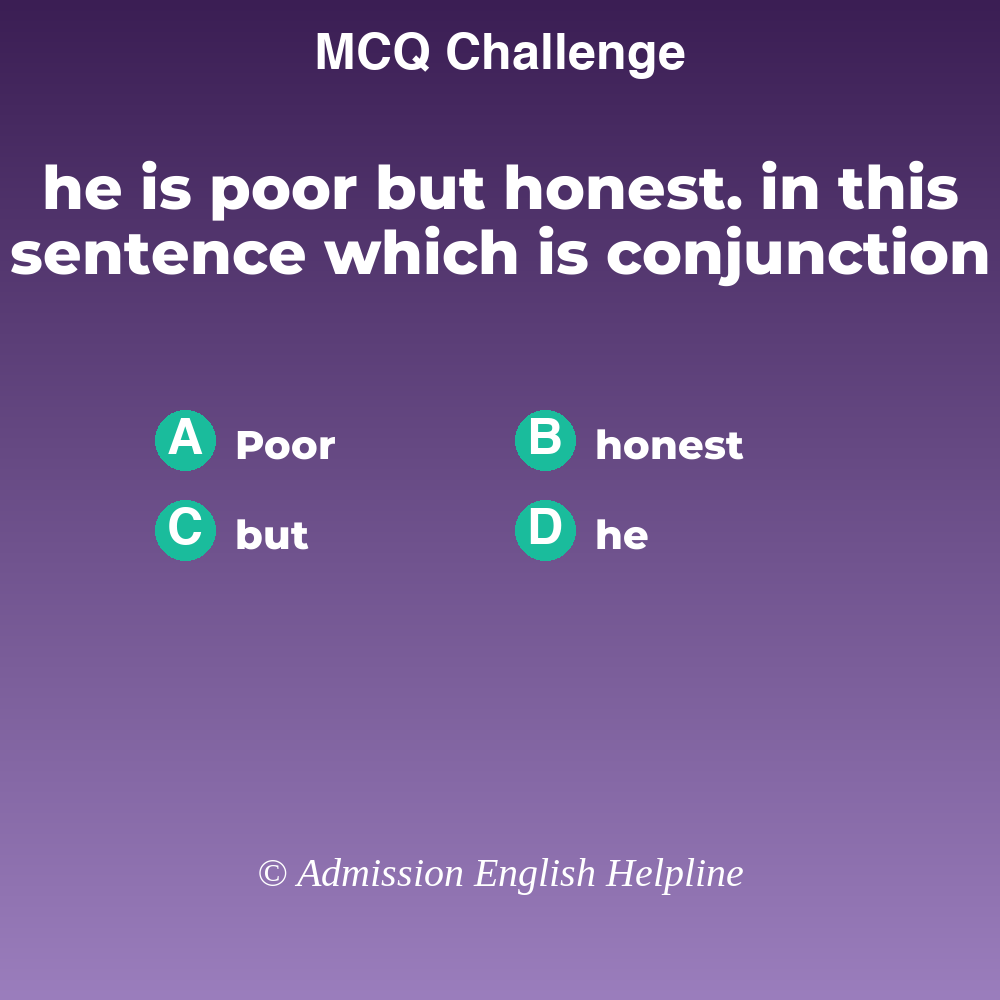 MCQ Challenge
he is poor but honest. in this
sentence which is conjunction
A Poor
B honest
C but
D he
© Admission English Helpline